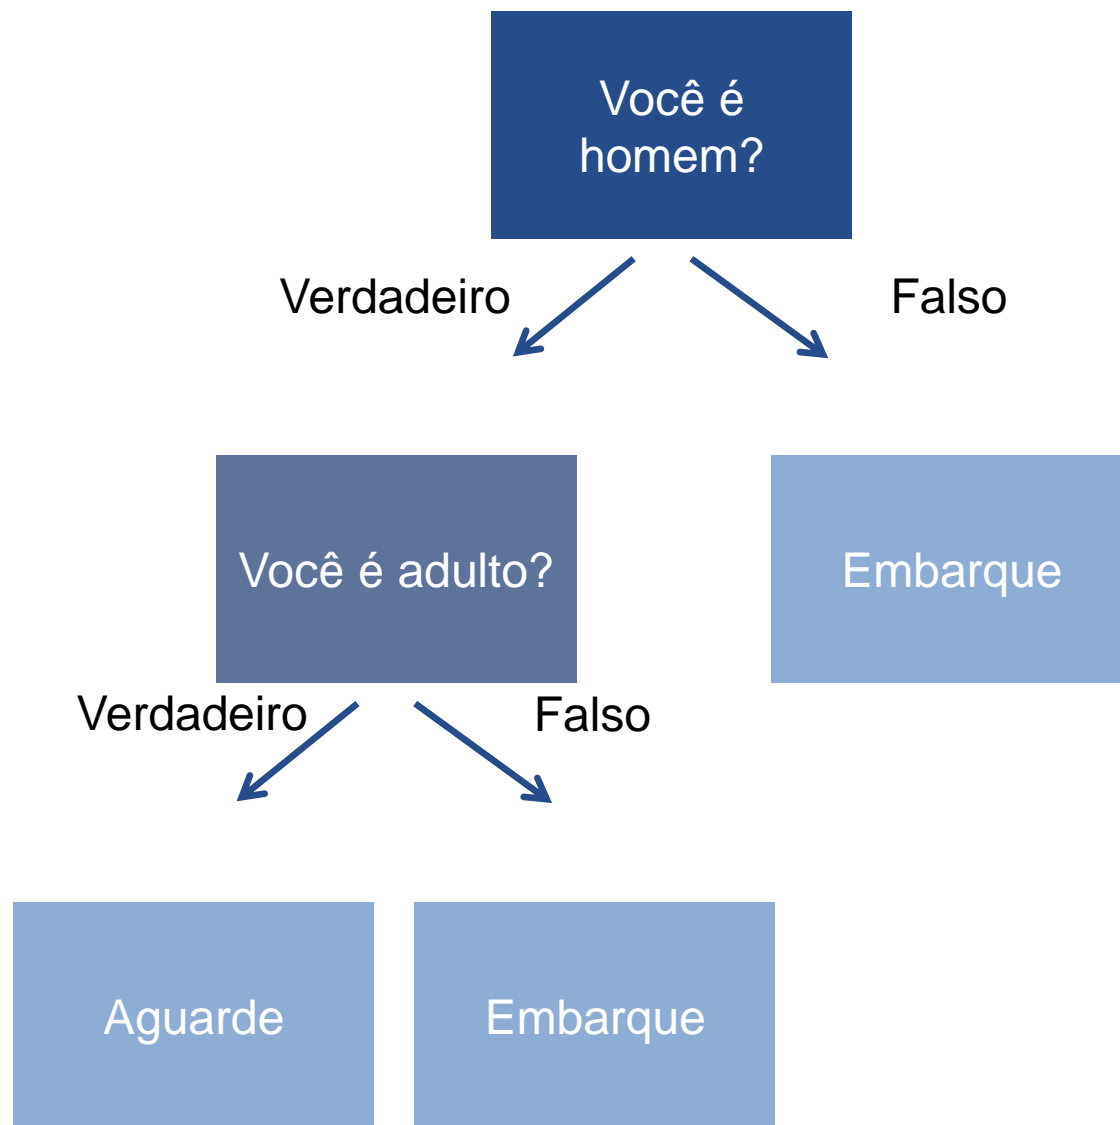 Você é
homem?
Verdadeiro
Falso
Você é adulto?
Embarque
Verdadeiro
Falso
Aguarde
Embarque